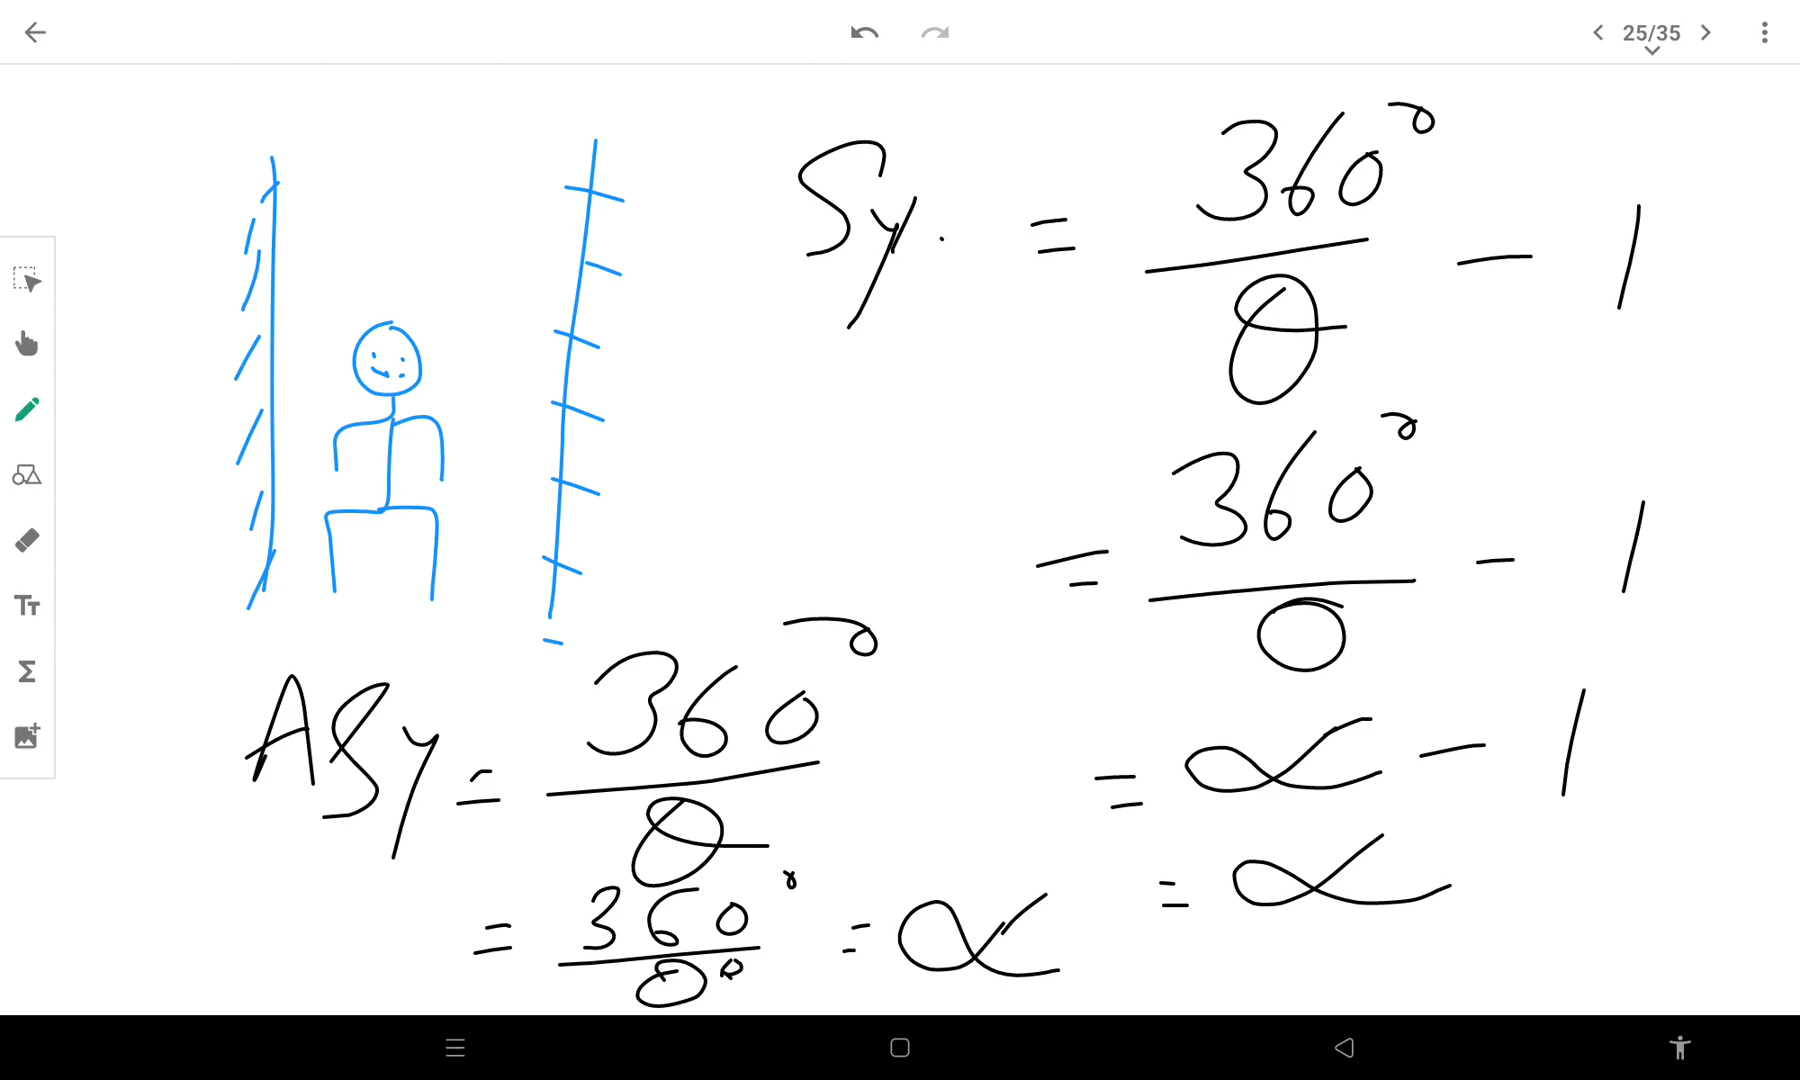 25/35
Sy. = 360° / θ - 1
= 360° / 0 - 1
= ∝ - 1
= ∝
ASy = 360° / θ
= 360° / 0° = ∝